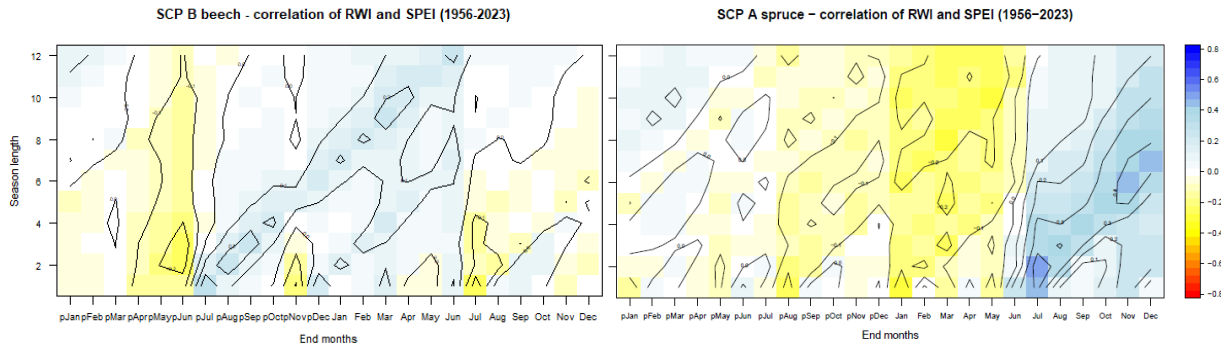 SCP B beech - correlation of RWI and SPEI (1956-2023)
SCP A spruce − correlation of RWI and SPEI (1956−2023)
Season length
12
10
8
6
4
2
pJan pFeb pMar pApr pMay pJun pJul pAug pSep pOct pNov pDec Jan Feb Mar Apr May Jun Jul Aug Sep Oct Nov Dec
End months
pJan pFeb pMar pApr pMay pJun pJul pAug pSep pOct pNov pDec Jan Feb Mar Apr May Jun Jul Aug Sep Oct Nov Dec
End months
0.8
0.6
0.4
0.2
0.0
-0.2
-0.4
-0.6
-0.8